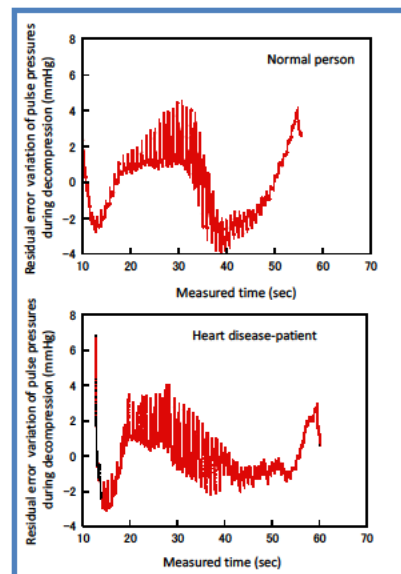 Residual error variation of pulse pressures
during decompression (mmHg)
8
6
4
2
0
-2
-4
Normal person
10 20 30 40 50 60 70
Measured time (sec)
Residual error variation of pulse pressures
during decompression (mmHg)
8
6
4
2
0
-2
-4
Heart disease-patient
10 20 30 40 50 60 70
Measured time (sec)